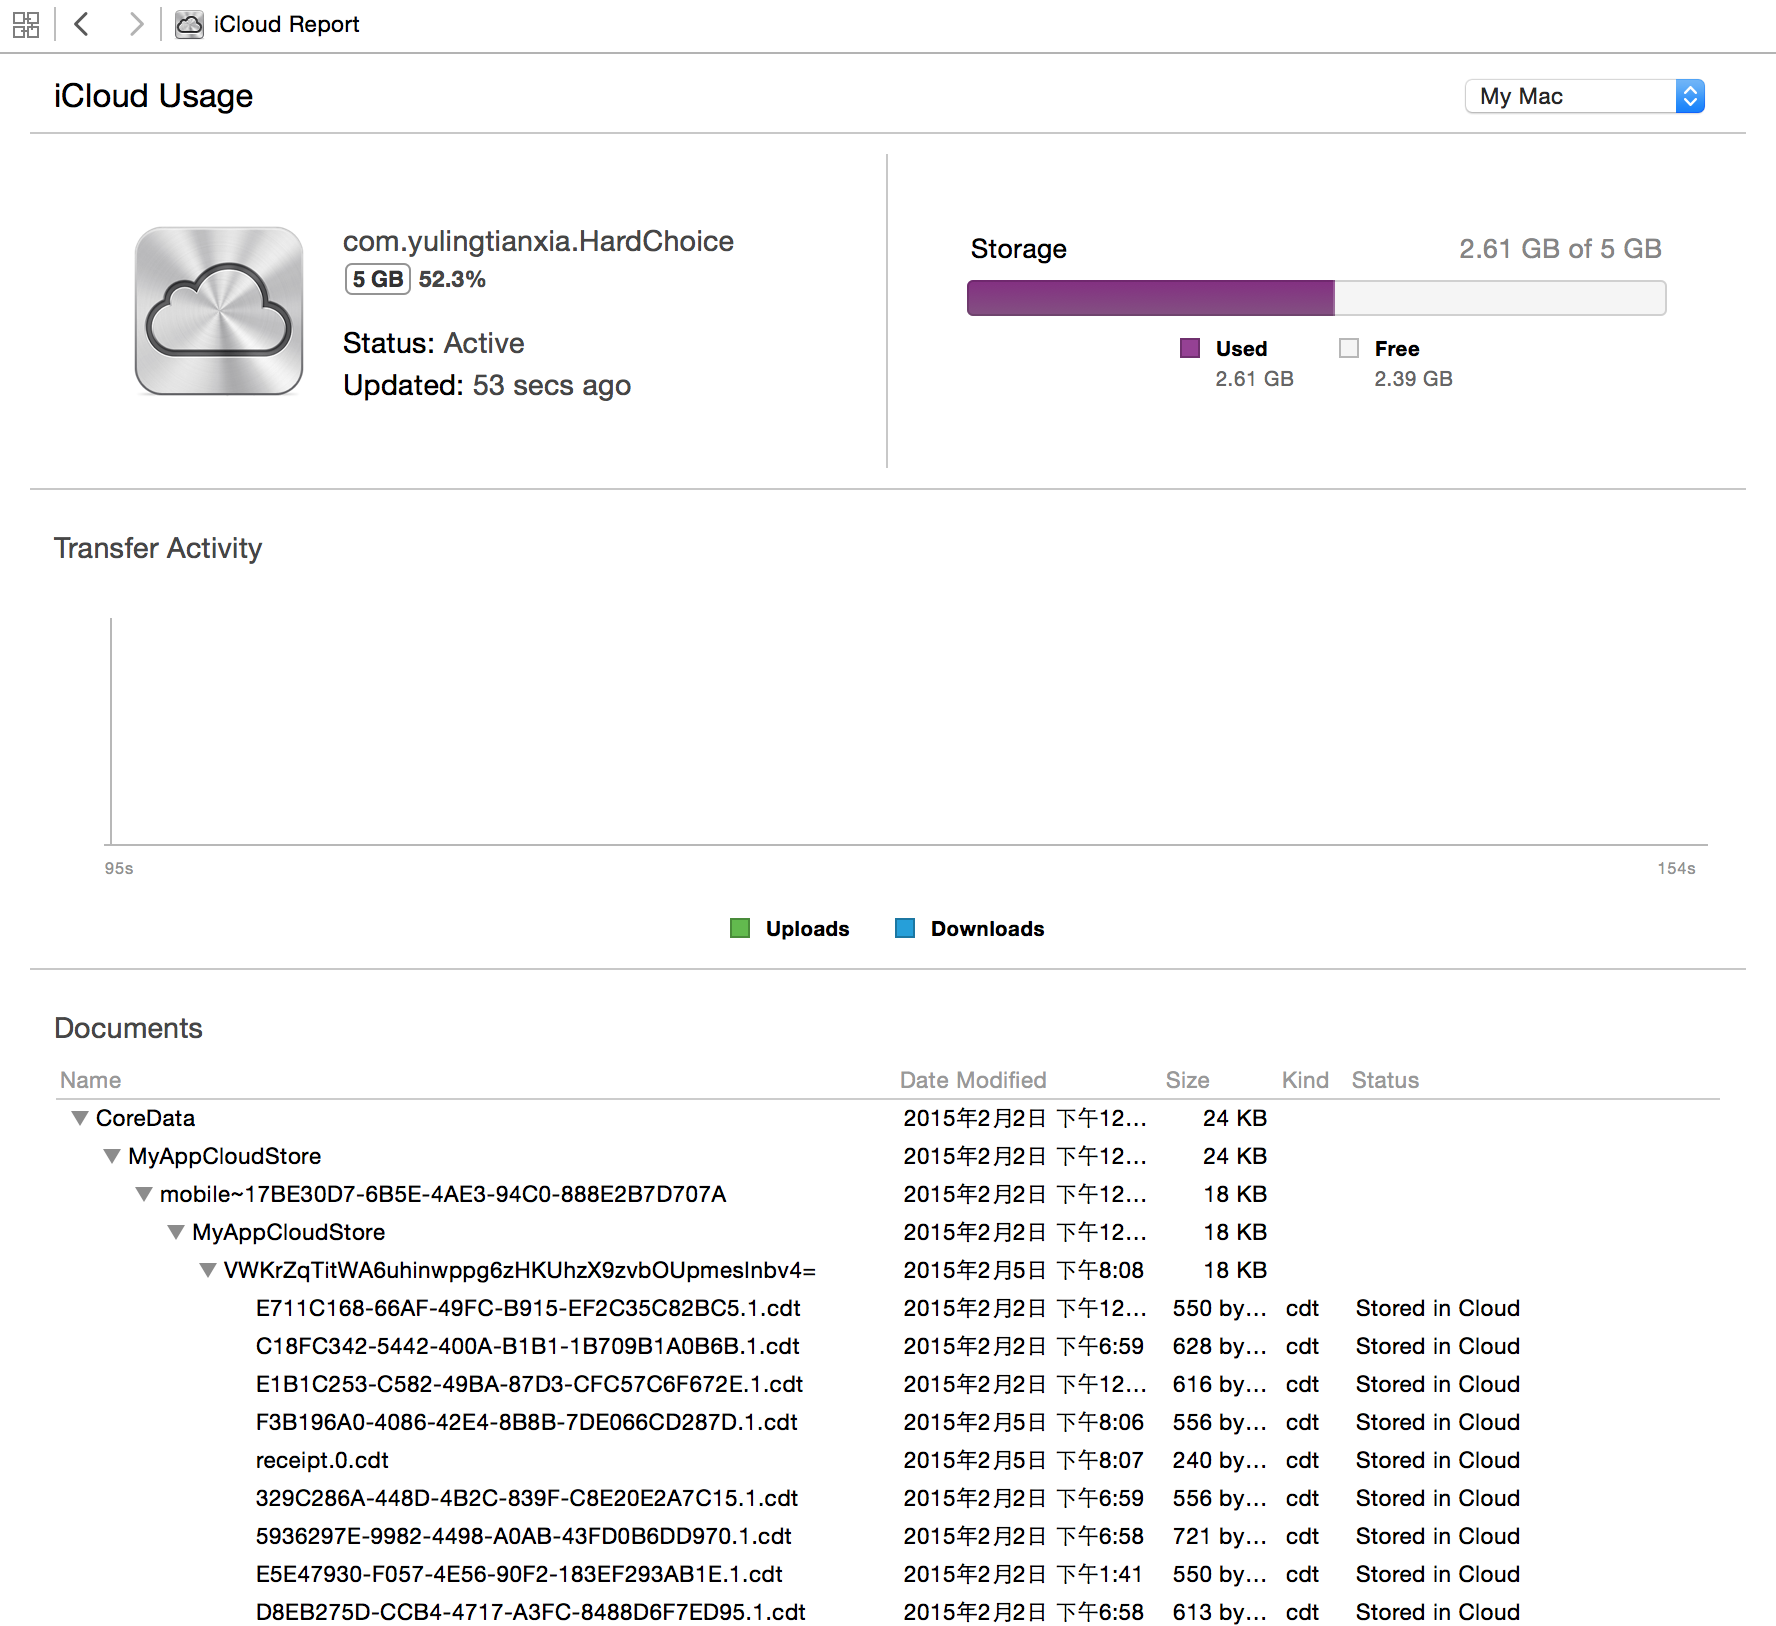 iCloud Report
iCloud Usage
My Mac
com.yulingtianxia.HardChoice
5 GB 52.3%
Status: Active
Updated: 53 secs ago
Storage 2.61 GB of 5 GB
Used Free
2.61 GB 2.39 GB
Transfer Activity
95s 154s
Uploads Downloads
Documents
Name Date Modified Size Kind Status
CoreData 2015年2月2日 下午12... 24 KB
MyAppCloudStore 2015年2月2日 下午12... 24 KB
mobile~17BE30D7-6B5E-4AE3-94C0-888E2B7D707A 2015年2月2日 下午12... 18 KB
MyAppCloudStore 2015年2月2日 下午12... 18 KB
VWKrZqTitWA6uhinwppg6zHKUhzX9zvbOUpmesInbv4= 2015年2月5日 下午8:08 18 KB
E711C168-66AF-49FC-B915-EF2C35C82BC5.1.cdt 2015年2月2日 下午12... 550 by... cdt Stored in Cloud
C18FC342-5442-400A-B1B1-1B709B1A0B6B.1.cdt 2015年2月2日 下午6:59 628 by... cdt Stored in Cloud
E1B1C253-C582-49BA-87D3-CFC57C6F672E.1.cdt 2015年2月2日 下午12... 616 by... cdt Stored in Cloud
F3B196A0-4086-42E4-8B8B-7DE066CD287D.1.cdt 2015年2月5日 下午8:06 556 by... cdt Stored in Cloud
receipt.0.cdt 2015年2月5日 下午8:07 240 by... cdt Stored in Cloud
329C286A-448D-4B2C-839F-C8E20E2A7C15.1.cdt 2015年2月2日 下午6:59 556 by... cdt Stored in Cloud
5936297E-9982-4498-A0AB-43FD0B6DD970.1.cdt 2015年2月2日 下午6:58 721 by... cdt Stored in Cloud
E5E47930-F057-4E56-90F2-183EF293AB1E.1.cdt 2015年2月2日 下午1:41 550 by... cdt Stored in Cloud
D8EB275D-CCB4-4717-A3FC-8488D6F7ED95.1.cdt 2015年2月2日 下午6:58 613 by... cdt Stored in Cloud